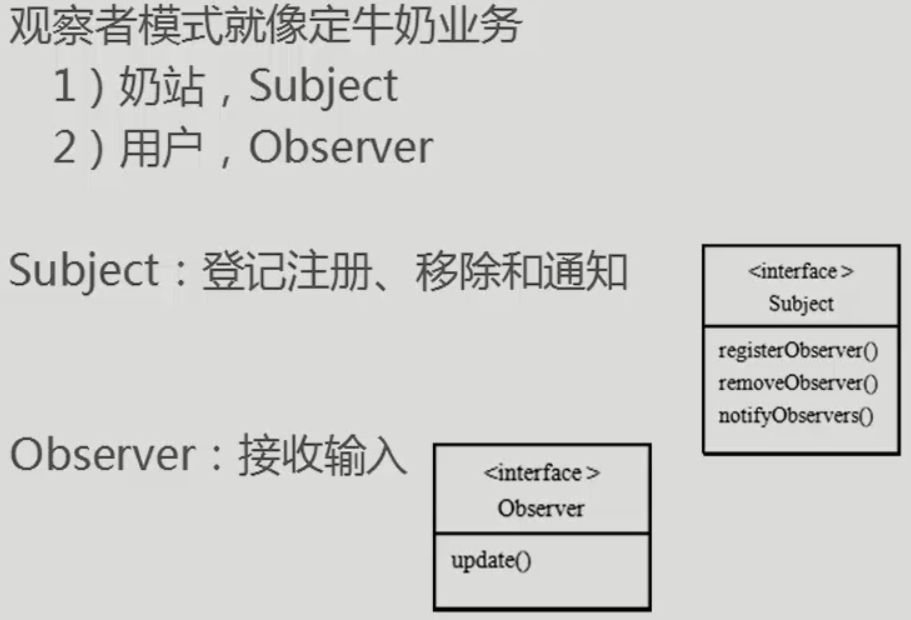 观察者模式就像定牛奶业务
1）奶站，Subject
2）用户，Observer
Subject：登记注册、移除和通知
<interface >
Subject
registerObserver()
removeObserver()
notifyObservers()
Observer：接收输入
<interface >
Observer
update()